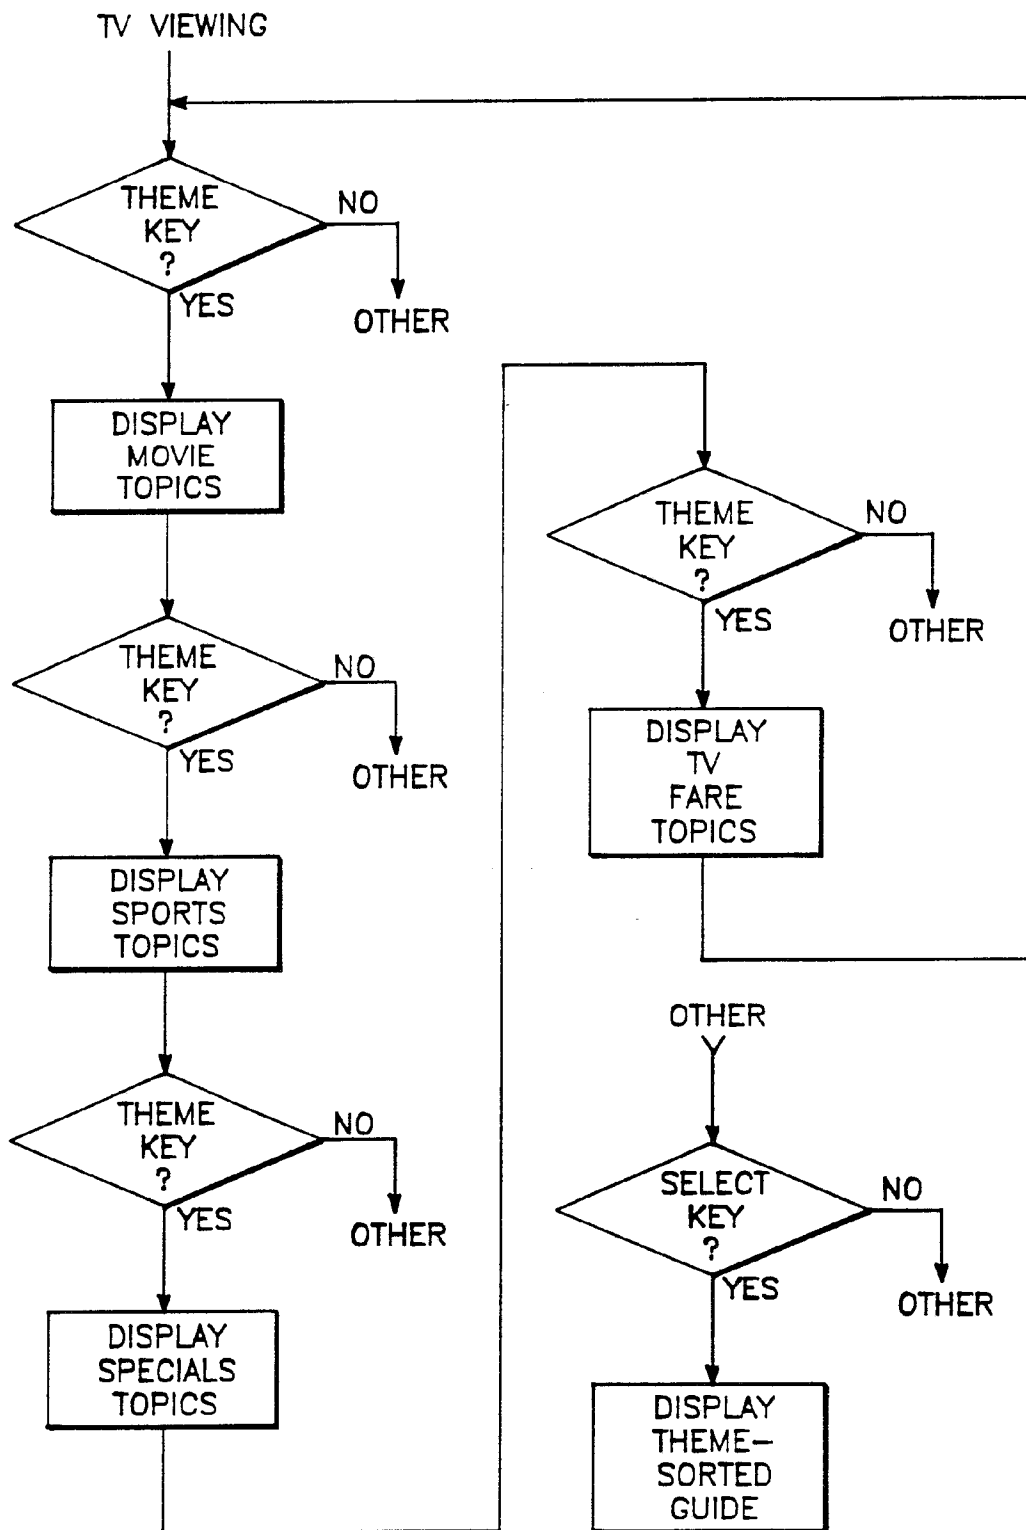 TV VIEWING
THEME
KEY
?
NO
YES
OTHER
DISPLAY
MOVIE
TOPICS
THEME
KEY
?
NO
YES
OTHER
DISPLAY
SPORTS
TOPICS
THEME
KEY
?
NO
YES
OTHER
DISPLAY
SPECIALS
TOPICS
THEME
KEY
?
NO
YES
OTHER
DISPLAY
TV
FARE
TOPICS
OTHER
SELECT
KEY
?
NO
YES
OTHER
DISPLAY
THEME-
SORTED
GUIDE